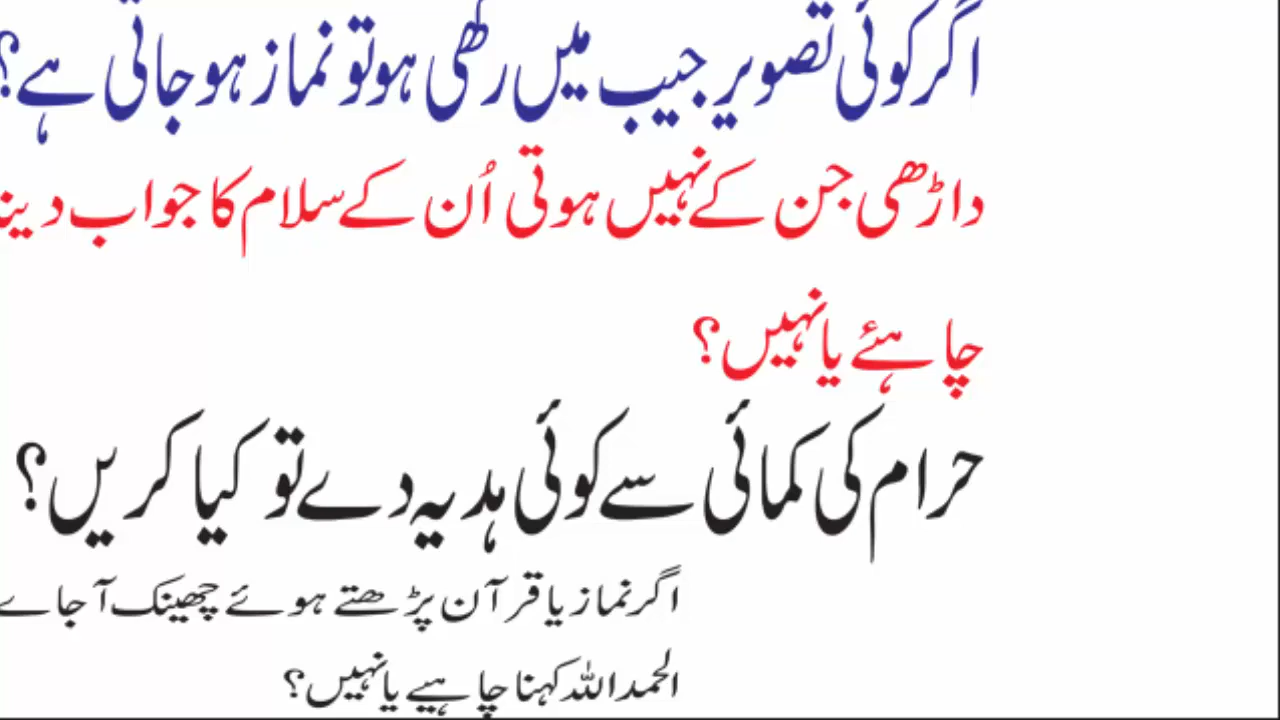 اگر کوئی تصویر جیب میں رکھی ہو تو نماز ہو جاتی ہے؟
داڑھی جن کے نہیں ہوتی اُن کے سلام کا جواب دینا
چاہئے یا نہیں؟
حرام کی کمائی سے کوئی ہدیہ دے تو کیا کریں؟
اگر نماز یا قرآن پڑھتے ہوئے چھینک آ جاے
الحمد اللہ کہنا چاہیے یا نہیں؟